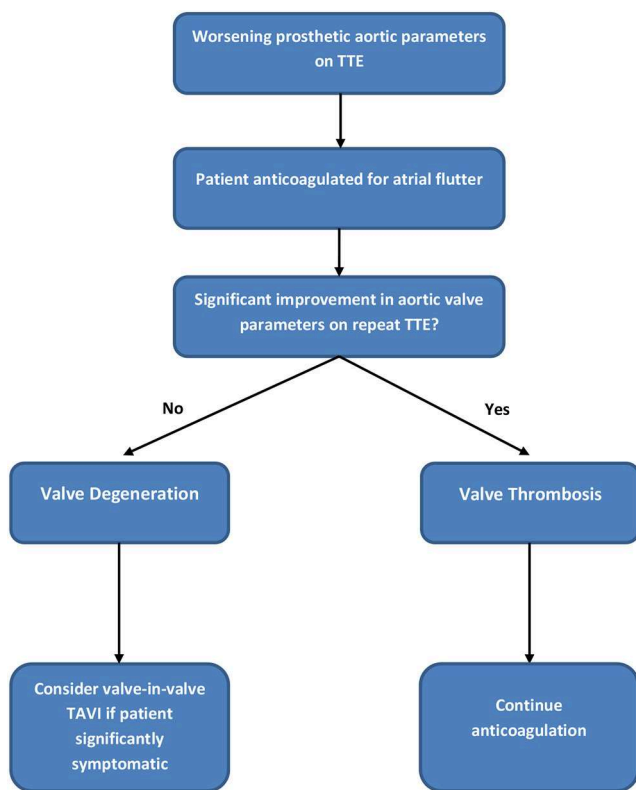 Worsening prosthetic aortic parameters
on TTE
Patient anticoagulated for atrial flutter
Significant improvement in aortic valve
parameters on repeat TTE?
No
Yes
Valve Degeneration
Valve Thrombosis
Consider valve-in-valve
TAVI if patient
significantly
symptomatic
Continue
anticoagulation